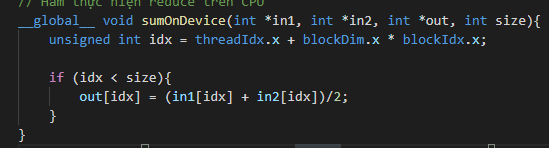 // Hàm thực hiện reduce trên CPU
__global__ void sumOnDevice(int *in1, int *in2, int *out, int size){
    unsigned int idx = threadIdx.x + blockDim.x * blockIdx.x;
    if (idx < size){
        out[idx] = (in1[idx] + in2[idx])/2;
    }
}